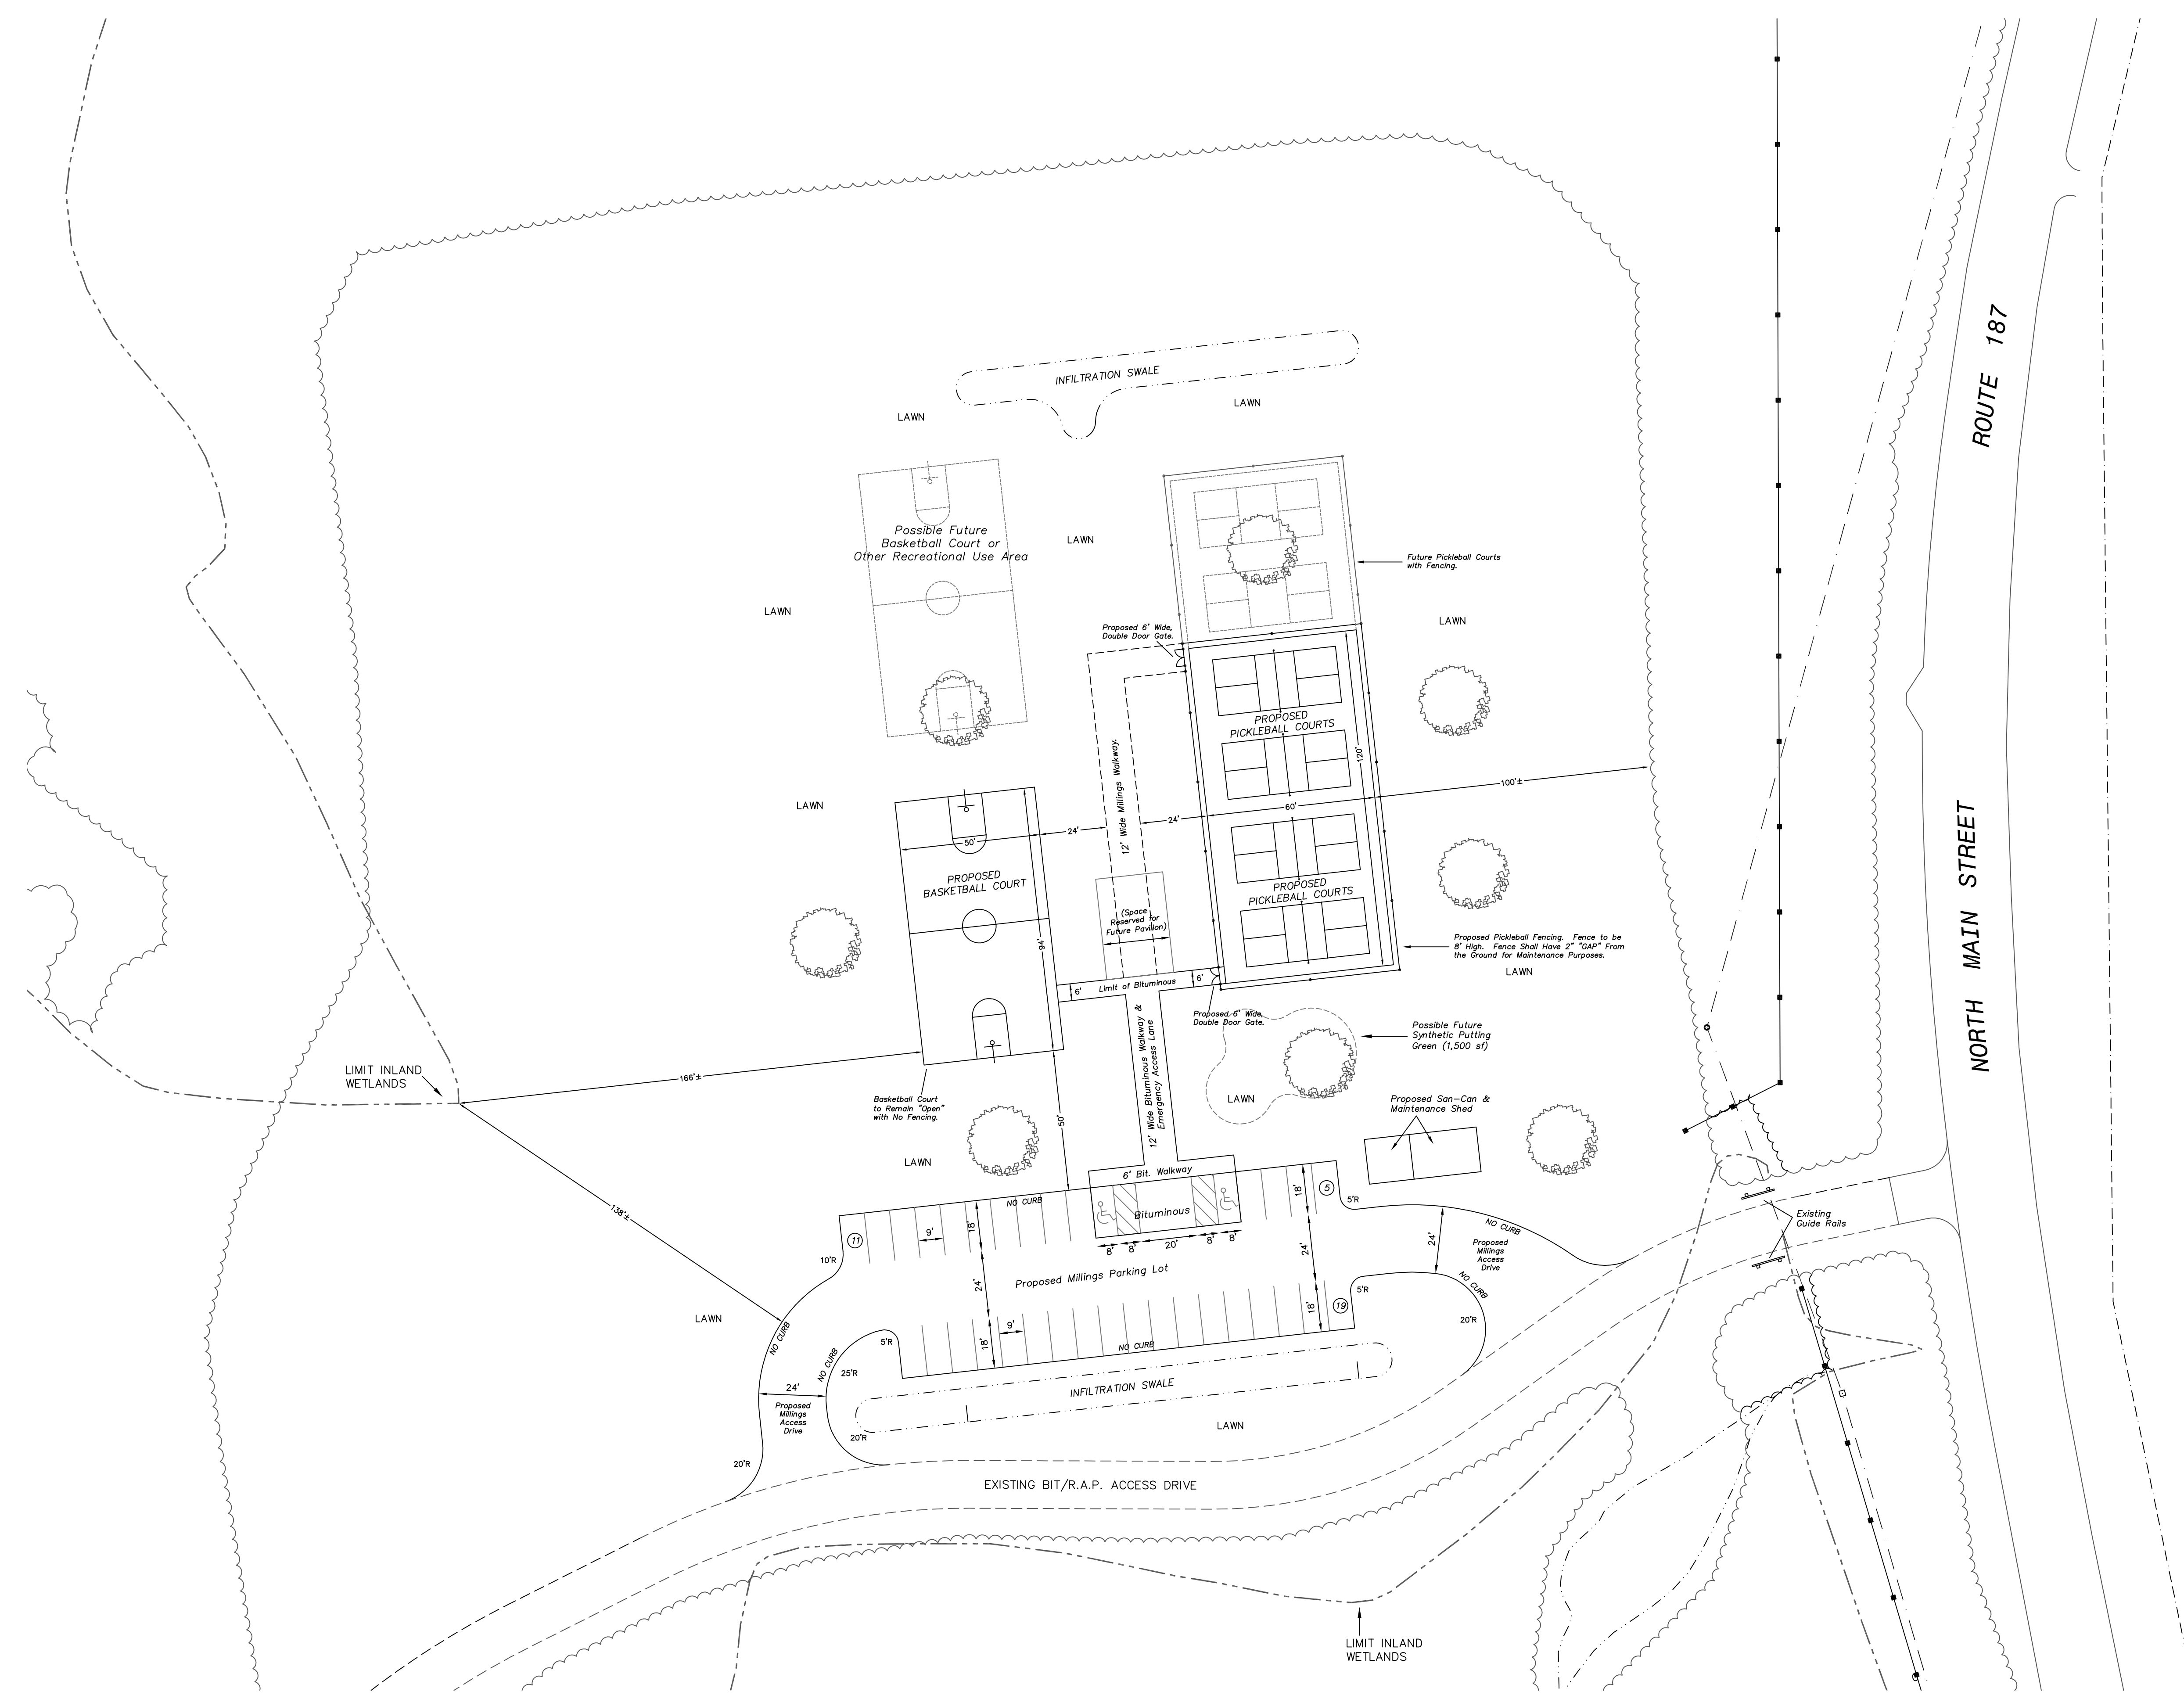 ROUTE 187
INFILTRATION SWALE
LAWN
LAWN
Possible Future
Basketball Court or
Other Recreational Use Area
LAWN
Future Pickleball Courts
with Fencing.
LAWN
LAWN
Proposed 6' Wide,
Double Door Gate.
PROPOSED
PICKLEBALL COURTS
120'
12' Wide Millings Walkway.
100'±
LAWN
60'
24'
24'
50'
NORTH MAIN STREET
PROPOSED
BASKETBALL COURT
94'
PROPOSED
PICKLEBALL COURTS
(Space
Reserved for
Future Pavilion)
Proposed Pickleball Fencing. Fence to be
8' High. Fence Shall Have 2" "GAP" From
the Ground for Maintenance Purposes.
LAWN
6'
Limit of Bituminous
6'
Proposed 6' Wide,
Double Door Gate.
Possible Future
Synthetic Putting
Green (1,500 sf)
12' Wide Bituminous Walkway &
Emergency Access Lane
LIMIT INLAND
WETLANDS
166'±
Basketball Court
to Remain "Open"
with No Fencing.
50'
LAWN
Proposed San-Can &
Maintenance Shed
LAWN
6' Bit. Walkway
NO CURB
18'
5
5'R
138'±
Bituminous
Existing
Guide Rails
NO CURB
11
9'
18'
8'
8'
20'
8'
8'
24'
24'
Proposed
Millings
Access
Drive
10'R
Proposed Millings Parking Lot
24'
NO CURB
5'R
18'
19
20'R
LAWN
NO CURB
9'
5'R
18'
NO CURB
NO CURB
25'R
24'
INFILTRATION SWALE
Proposed
Millings
Access
Drive
LAWN
20'R
20'R
EXISTING BIT/R.A.P. ACCESS DRIVE
LIMIT INLAND
WETLANDS